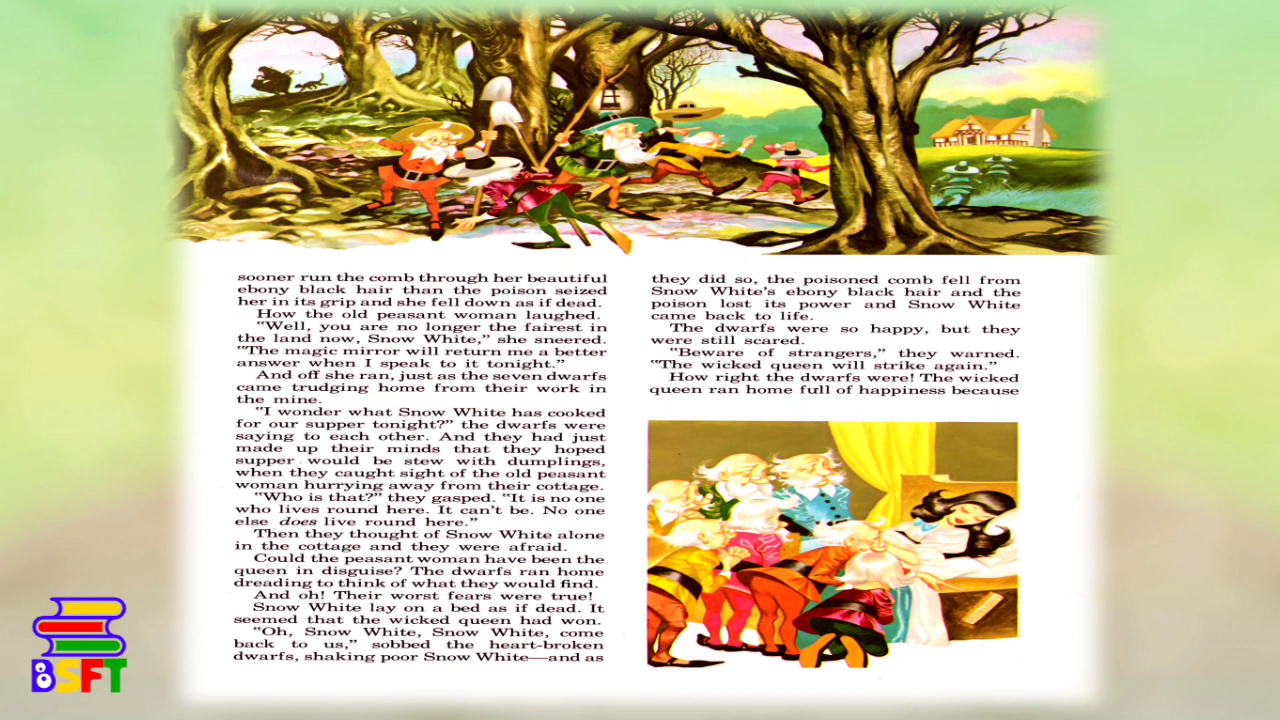 sooner run the comb through her beautiful
ebony black hair than the poison seized
her in its grip and she fell down as if dead.
How the old peasant woman laughed.
"Well, you are no longer the fairest in
the land now, Snow White," she sneered.
"The magic mirror will return me a better
answer when I speak to it tonight."
And off she ran, just as the seven dwarfs
came trudging home from their work in
the mine.
"I wonder what Snow White has cooked
for our supper tonight?" the dwarfs were
saying to each other. And they had just
made up their minds that they hoped
supper would be stew with dumplings,
when they caught sight of the old peasant
woman hurrying away from their cottage.
"Who is that?" they gasped. "It is no one
who lives round here. It can't be. No one
else does live round here."
Then they thought of Snow White alone
in the cottage and they were afraid.
Could the peasant woman have been the
queen in disguise? The dwarfs ran home
dreading to think of what they would find.
And oh! Their worst fears were true!
Snow White lay on a bed as if dead. It
seemed that the wicked queen had won.
"Oh, Snow White, Snow White, come
back to us," sobbed the heart-broken
dwarfs, shaking poor Snow White—and as
they did so, the poisoned comb fell from
Snow White's ebony black hair and the
poison lost its power and Snow White
came back to life.
The dwarfs were so happy, but they
were still scared.
"Beware of strangers," they warned.
"The wicked queen will strike again."
How right the dwarfs were! The wicked
queen ran home full of happiness because
BSFT